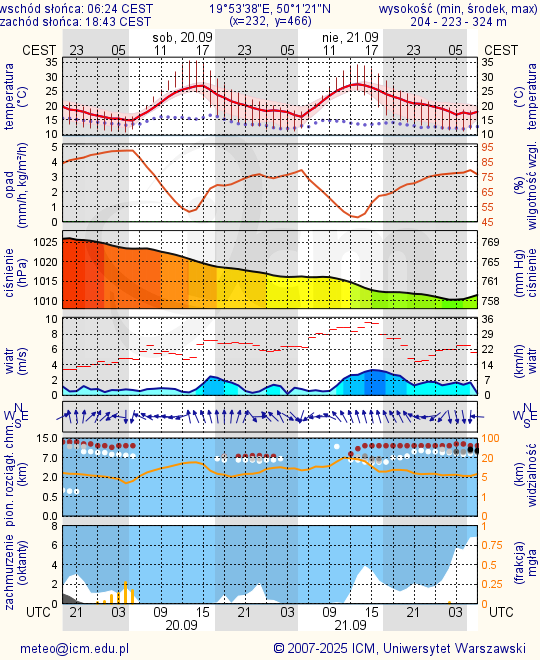 wschód słońca: 06:24 CEST 19°53'38"E, 50°1'21"N wysokość (min, środek, max)
zachód słońca: 18:43 CEST (x=232, y=466) 204 - 223 - 324 m
sob, 20.09 nie, 21.09
CEST 23 05 11 17 23 05 11 17 23 05 CEST
temperatura
(°C)
35 35
30 30
25 25
20 20
15 15
10 10
temperatura
(°C)
opad
(mm/h, kg/m²/h)
5 95
4 85
3 75
2 65
1 55
0 45
(%)
wilgotność wzgl.
ciśnienie
(hPa)
1025 769
1020 765
1015 761
1010 758
(mm Hg)
ciśnienie
wiatr
(m/s)
10 36
8 29
6 22
4 14
2 7
0 0
(km/h)
wiatr
N
W E
S
N
W E
S
pion. rozciągł. chm.
(km)
15.0 100
7.0 20
2.0 5
0.5 1
0.0 0
(km)
widzialność
zachmurzenie
(oktanty)
8 1
6 0.75
4 0.5
2 0.25
0 0
(frakcja)
mgła
UTC 21 03 09 15 21 03 09 15 21 03 UTC
20.09 21.09
meteo@icm.edu.pl © 2007-2025 ICM, Uniwersytet Warszawski